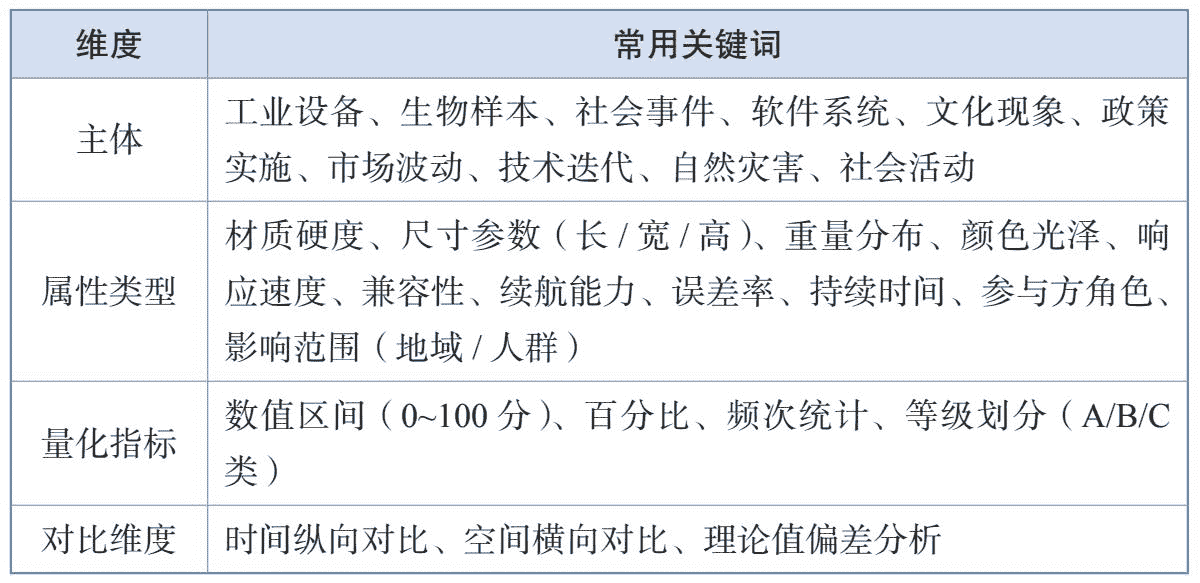 维度
常用关键词
主体
工业设备、生物样本、社会事件、软件系统、文化现象、政策
实施、市场波动、技术迭代、自然灾害、社会活动
属性类型
材质硬度、尺寸参数（长 / 宽 / 高）、重量分布、颜色光泽、响
应速度、兼容性、续航能力、误差率、持续时间、参与方角色、
影响范围（地域 / 人群）
量化指标
数值区间（0~100 分）、百分比、频次统计、等级划分（A/B/C
类）
对比维度
时间纵向对比、空间横向对比、理论值偏差分析